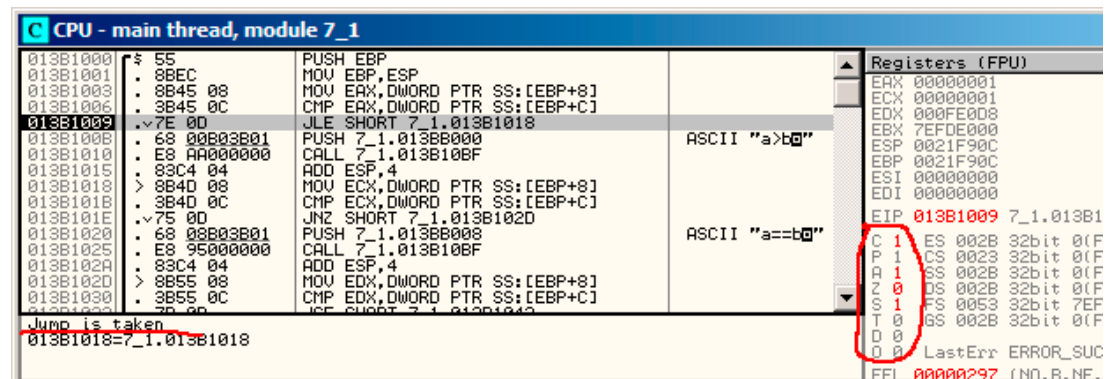 C CPU - main thread, module 7_1
013B1000 ┌$ 55 PUSH EBP
013B1001 . 8BEC MOV EBP,ESP
013B1003 . 8B45 08 MOV EAX,DWORD PTR SS:[EBP+8]
013B1006 . 3B45 0C CMP EAX,DWORD PTR SS:[EBP+C]
013B1009 .˅7E 0D JLE SHORT 7_1.013B1018
013B100B . 68 00B03B01 PUSH 7_1.013BB000 ASCII "a>b◙"
013B1010 . E8 AA000000 CALL 7_1.013B10BF
013B1015 . 83C4 04 ADD ESP,4
013B1018 > 8B4D 08 MOV ECX,DWORD PTR SS:[EBP+8]
013B101B . 3B4D 0C CMP ECX,DWORD PTR SS:[EBP+C]
013B101E .˅75 0D JNZ SHORT 7_1.013B102D
013B1020 . 68 08B03B01 PUSH 7_1.013BB008 ASCII "a==b◙"
013B1025 . E8 95000000 CALL 7_1.013B10BF
013B102A . 83C4 04 ADD ESP,4
013B102D > 8B55 08 MOV EDX,DWORD PTR SS:[EBP+8]
013B1030 . 3B55 0C CMP EDX,DWORD PTR SS:[EBP+C]
Jump is taken
013B1018=7_1.013B1018
Registers (FPU)
EAX 00000001
ECX 00000001
EDX 000FE0D8
EBX 7EFDE000
ESP 0021F90C
EBP 0021F90C
ESI 00000000
EDI 00000000
EIP 013B1009 7_1.013B1
C 1 ES 002B 32bit 0(F
P 1 CS 0023 32bit 0(F
A 1 SS 002B 32bit 0(F
Z 0 DS 002B 32bit 0(F
S 1 FS 0053 32bit 7EF
T 0 GS 002B 32bit 0(F
D 0
O 0 LastErr ERROR_SUC
EFL 00000297 (NO,B,NE,